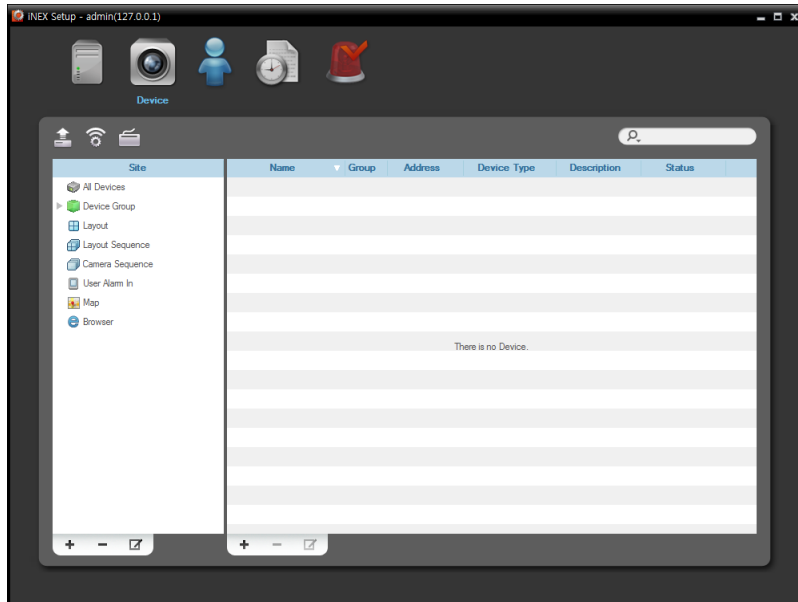 iNEX Setup - admin(127.0.0.1)
Device
Site
Name Group Address Device Type Description Status
All Devices
Device Group
Layout
Layout Sequence
Camera Sequence
User Alarm In
Map
Browser
There is no Device.